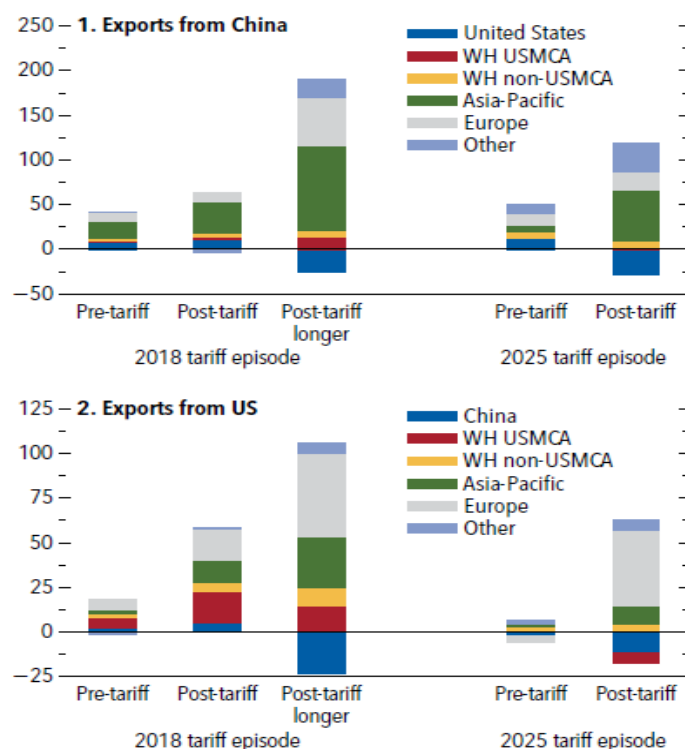 1. Exports from China
250
200
150
100
50
0
−50
United States
WH USMCA
WH non-USMCA
Asia-Pacific
Europe
Other
Pre-tariff Post-tariff Post-tariff longer Pre-tariff Post-tariff
2018 tariff episode 2025 tariff episode
2. Exports from US
125
100
75
50
25
0
−25
China
WH USMCA
WH non-USMCA
Asia-Pacific
Europe
Other
Pre-tariff Post-tariff Post-tariff longer Pre-tariff Post-tariff
2018 tariff episode 2025 tariff episode